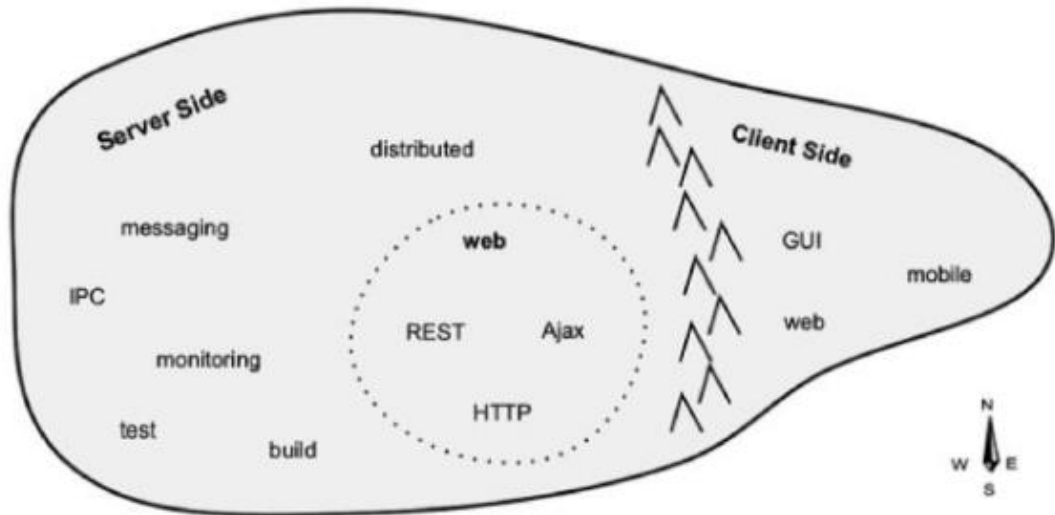 Server Side
Client Side
distributed
messaging
web
GUI
mobile
IPC
REST
Ajax
web
monitoring
HTTP
test
build
N
W E
S